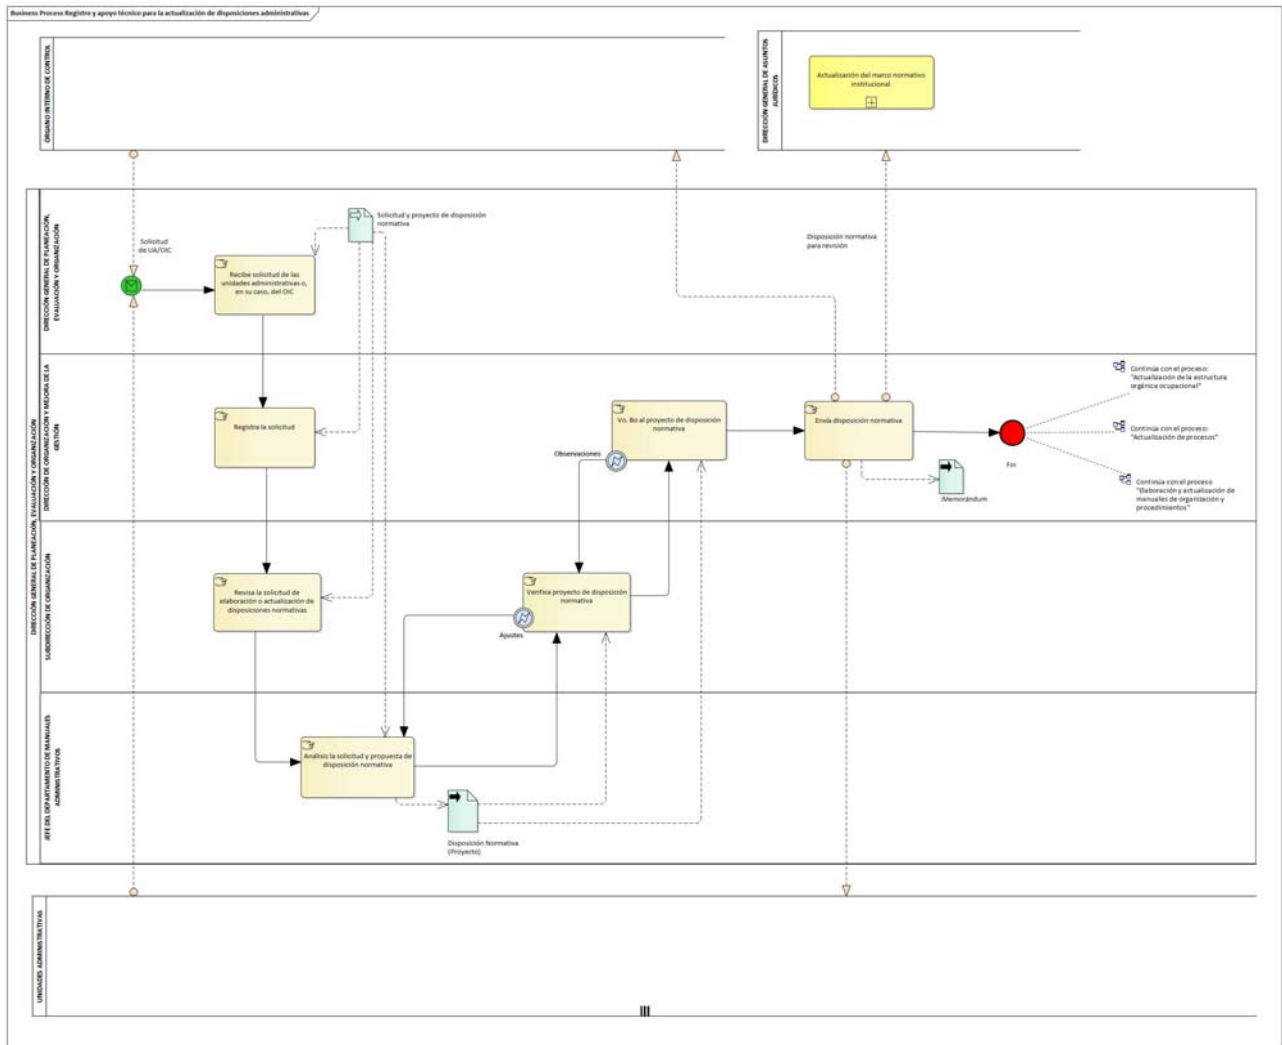 Business Process Registro y apoyo técnico para la actualización de disposiciones administrativas
ÓRGANO INTERNO DE CONTROL
DIRECCIÓN GENERAL DE ASUNTOS
JURÍDICOS
Actualización del marco normativo
institucional
DIRECCIÓN GENERAL DE PLANEACIÓN, EVALUACIÓN Y ORGANIZACIÓN
DIRECCIÓN GENERAL DE PLANEACIÓN,
EVALUACIÓN Y ORGANIZACIÓN
Solicitud
de UA/OIC
Solicitud y proyecto de disposición
normativa
Recibe solicitud de las
unidades administrativas o,
en su caso, del OIC
Disposición normativa
para revisión
DIRECCIÓN DE ORGANIZACIÓN Y MEJORA DE LA
GESTIÓN
Registra la solicitud
Vo. Bo al proyecto de disposición
normativa
Observaciones
Envía disposición normativa
:Memorándum
Fin
Continúa con el proceso:
"Actualización de la estructura
orgánica ocupacional"
Continúa con el proceso:
"Actualización de procesos"
Continúa con el proceso
"Elaboración y actualización de
manuales de organización y
procedimientos"
SUBDIRECCIÓN DE ORGANIZACIÓN
Revisa la solicitud de
elaboración o actualización de
disposiciones normativas
Verifica proyecto de disposición
normativa
Ajustes
JEFE DEL DEPARTAMENTO DE MANUALES
ADMINISTRATIVOS
Análisis la solicitud y propuesta de
disposición normativa
Disposición Normativa
(Proyecto)
UNIDADES ADMINISTRATIVAS